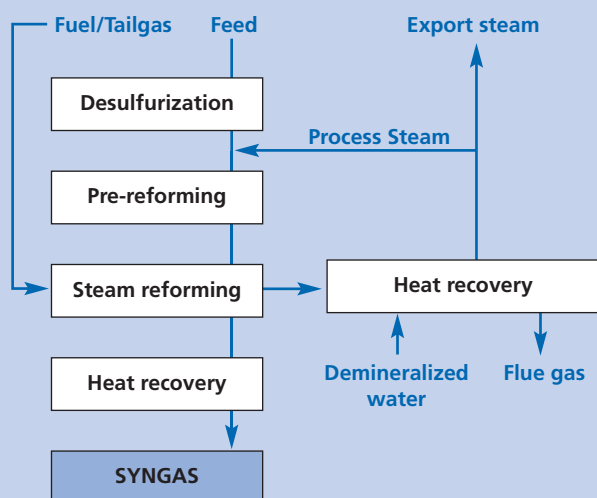 Fuel/Tailgas
Feed
Export steam
Desulfurization
Process Steam
Pre-reforming
Steam reforming
Heat recovery
Heat recovery
Demineralized
water
Flue gas
SYNGAS